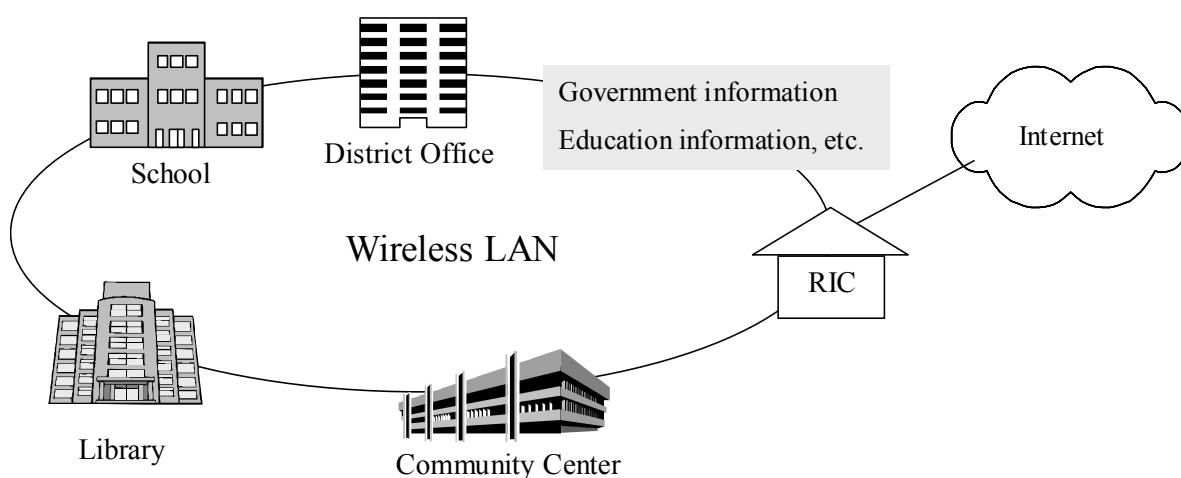 Government information
Education information, etc.
Internet
School
District Office
Wireless LAN
RIC
Library
Community Center